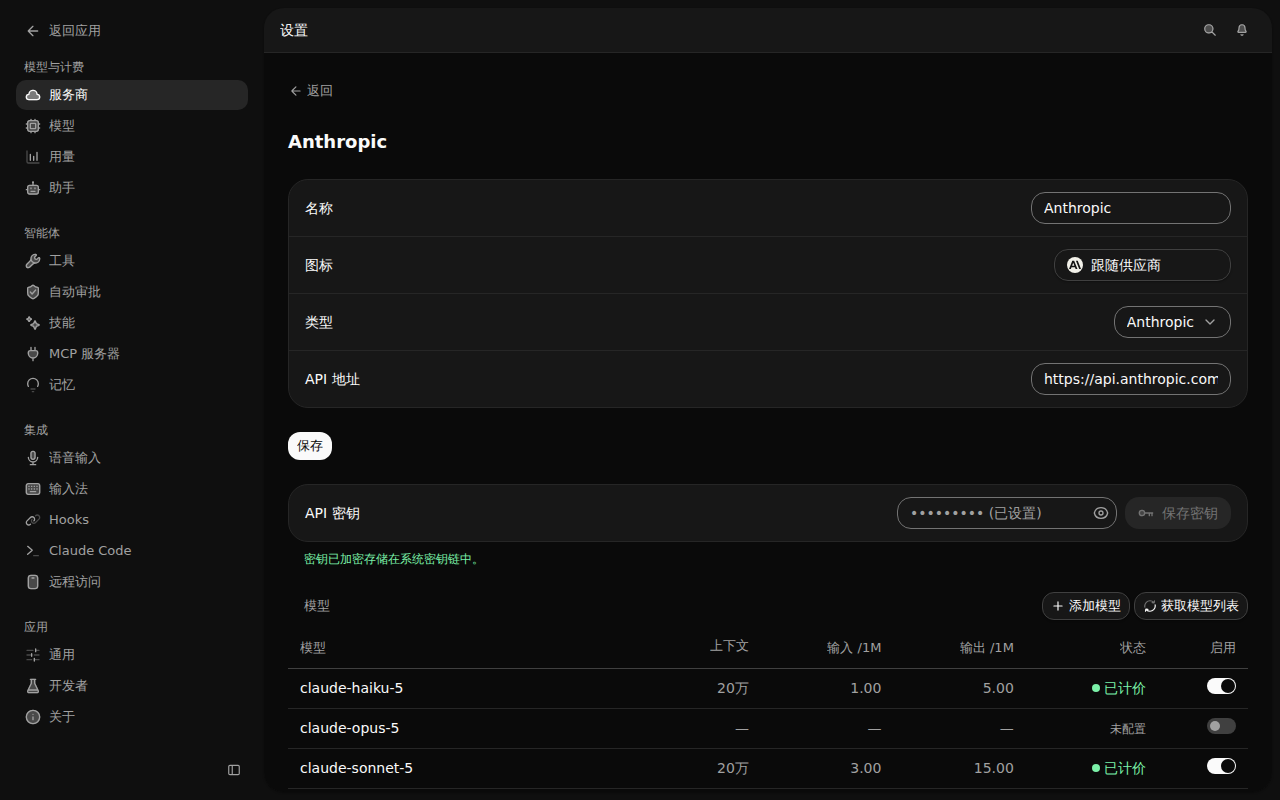 返回应用
模型与计费
服务商
模型
用量
助手
智能体
工具
自动审批
技能
MCP 服务器
记忆
集成
语音输入
输入法
Hooks
Claude Code
远程访问
应用
通用
开发者
关于
设置
返回
Anthropic
名称 Anthropic
图标 跟随供应商
类型 Anthropic
API 地址 https://api.anthropic.com
保存
API 密钥 ••••••••• (已设置) 保存密钥
密钥已加密存储在系统密钥链中。
模型 添加模型 获取模型列表
模型 上下文 输入 /1M 输出 /1M 状态 启用
claude-haiku-5 20万 1.00 5.00 已计价
claude-opus-5 — — — 未配置
claude-sonnet-5 20万 3.00 15.00 已计价